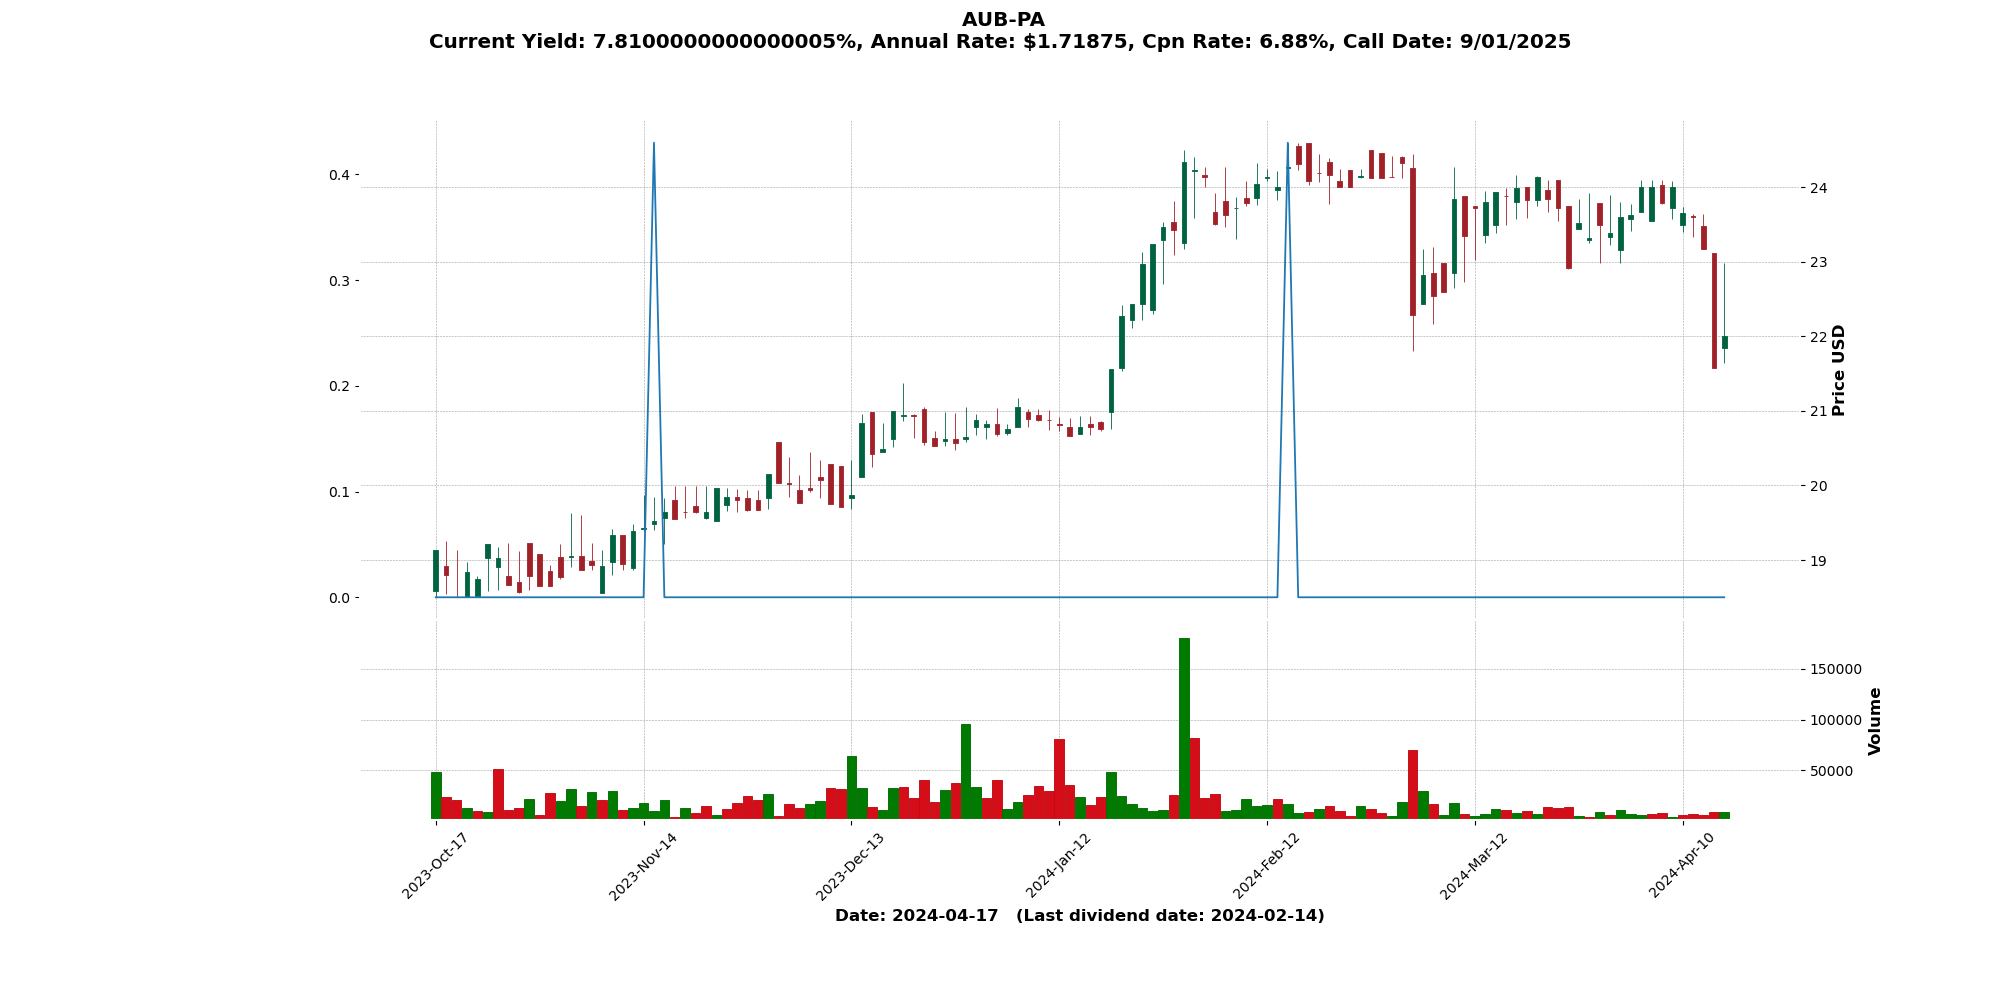 AUB-PA
Current Yield: 7.8100000000000005%, Annual Rate: $1.71875, Cpn Rate: 6.88%, Call Date: 9/01/2025
0.4
0.3
0.2
0.1
0.0
24
23
22
21
20
19
Price USD
150000
100000
50000
Volume
2023-Oct-17
2023-Nov-14
2023-Dec-13
2024-Jan-12
2024-Feb-12
2024-Mar-12
2024-Apr-10
Date: 2024-04-17 (Last dividend date: 2024-02-14)